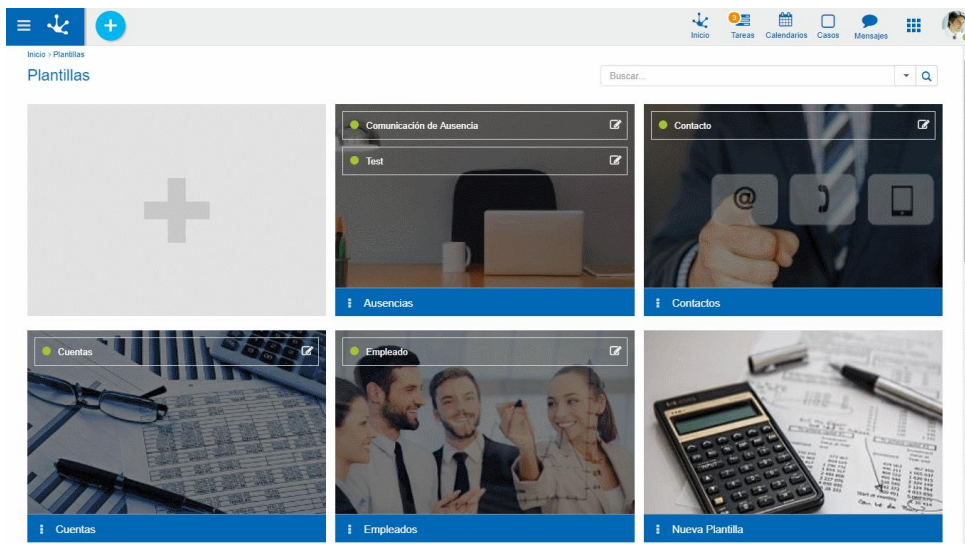 3
Inicio
Tareas
Calendarios
Casos
Mensajes
Inicio > Plantillas
Plantillas
Buscar...
Comunicación de Ausencia
Test
Ausencias
Contacto
@
Contactos
Cuentas
Cuentas
Empleado
Empleados
Nueva Plantilla